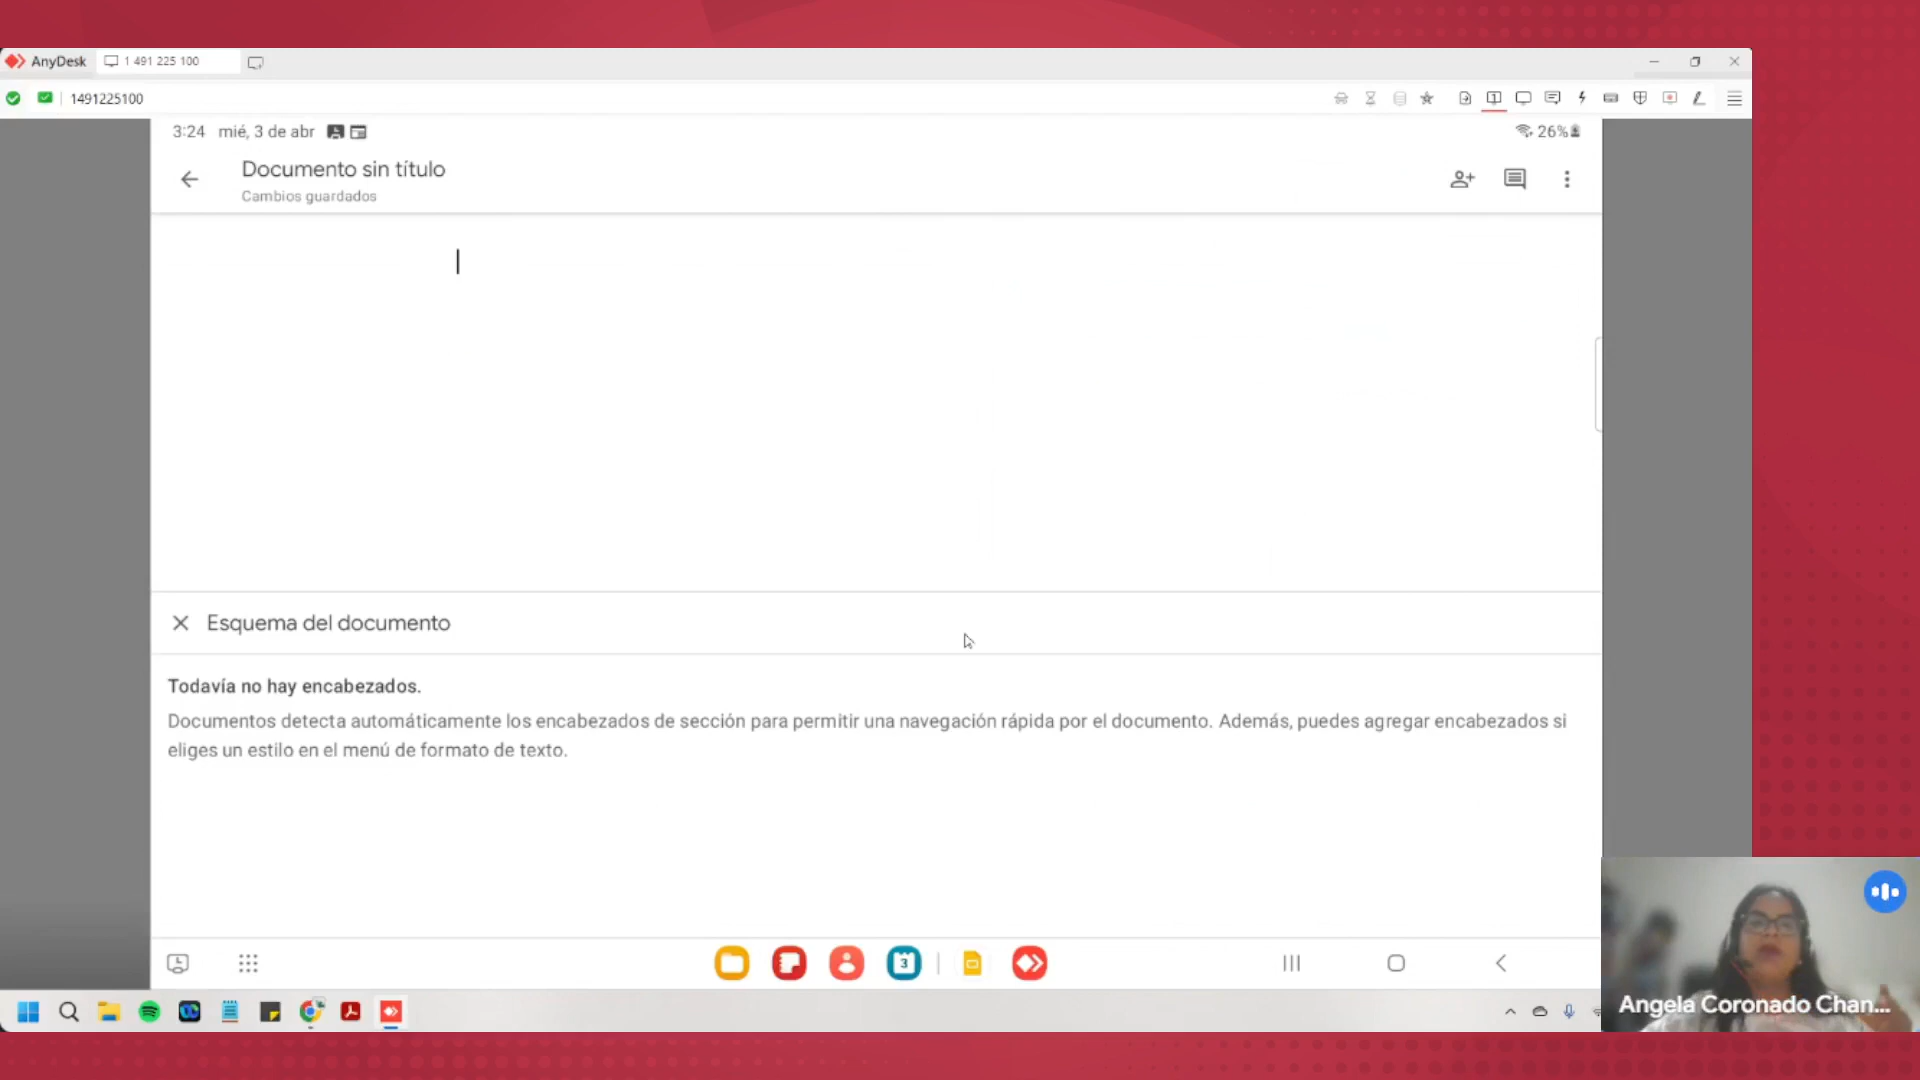 AnyDesk
1 491 225 100
1491225100
3:24 mié, 3 de abr
26%
Documento sin título
Cambios guardados
Esquema del documento
Todavía no hay encabezados.
Documentos detecta automáticamente los encabezados de sección para permitir una navegación rápida por el documento. Además, puedes agregar encabezados si
eliges un estilo en el menú de formato de texto.
3
Angela Coronado Chan...